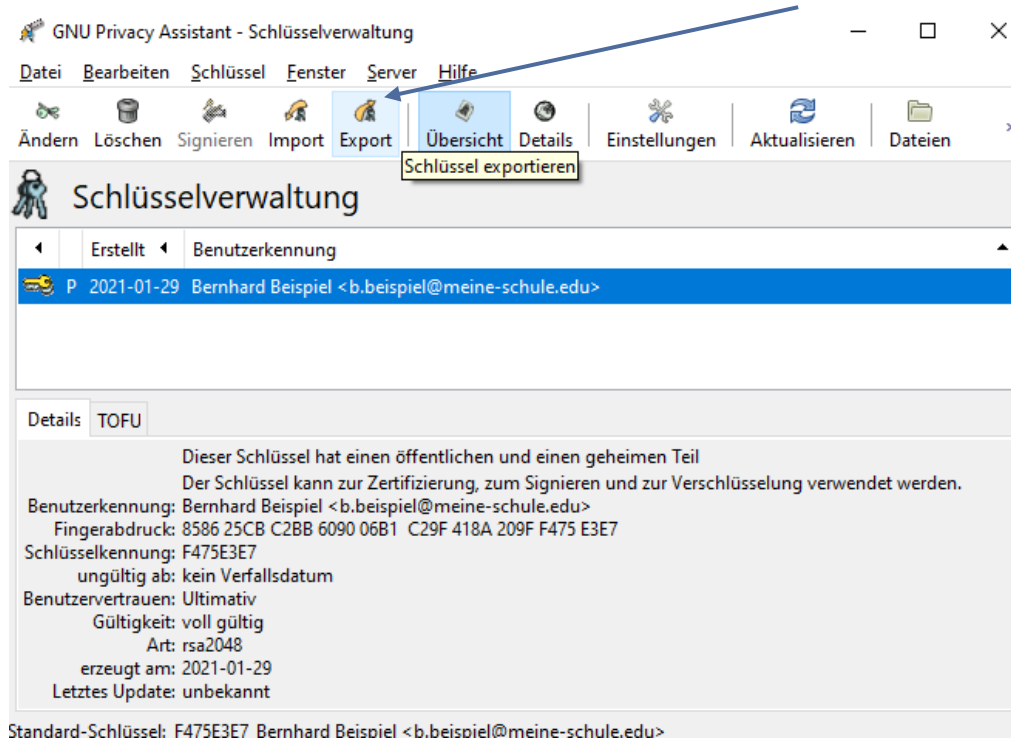 GNU Privacy Assistant - Schlüsselverwaltung
Datei Bearbeiten Schlüssel Fenster Server Hilfe
Ändern Löschen Signieren Import Export Übersicht Details Einstellungen Aktualisieren Dateien
Schlüssel exportieren
Schlüsselverwaltung
Erstellt Benutzerkennung
P 2021-01-29 Bernhard Beispiel <b.beispiel@meine-schule.edu>
Details TOFU
Dieser Schlüssel hat einen öffentlichen und einen geheimen Teil
Der Schlüssel kann zur Zertifizierung, zum Signieren und zur Verschlüsselung verwendet werden.
Benutzerkennung: Bernhard Beispiel <b.beispiel@meine-schule.edu>
Fingerabdruck: 8586 25CB C2BB 6090 06B1 C29F 418A 209F F475 E3E7
Schlüsselkennung: F475E3E7
ungültig ab: kein Verfallsdatum
Benutzervertrauen: Ultimativ
Gültigkeit: voll gültig
Art: rsa2048
erzeugt am: 2021-01-29
Letztes Update: unbekannt
Standard-Schlüssel: F475E3E7 Bernhard Beispiel <b.beispiel@meine-schule.edu>